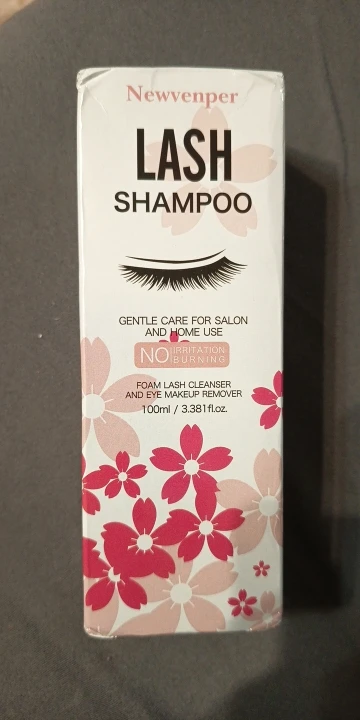 Newvenper
LASH
SHAMPOO
GENTLE CARE FOR SALON
AND HOME USE
NO IRRITATION
BURNING
FOAM LASH CLEANSER
AND EYE MAKEUP REMOVER
100ml / 3.381fl.oz.